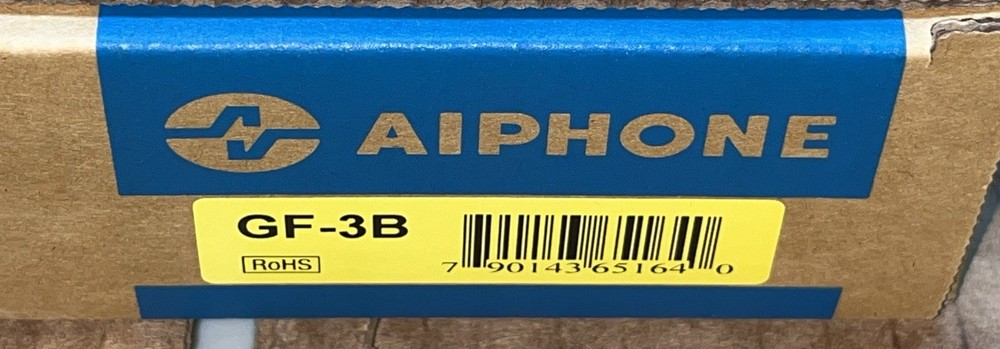 AIPHONE
GF-3B
RoHS
7 90143 65164 0